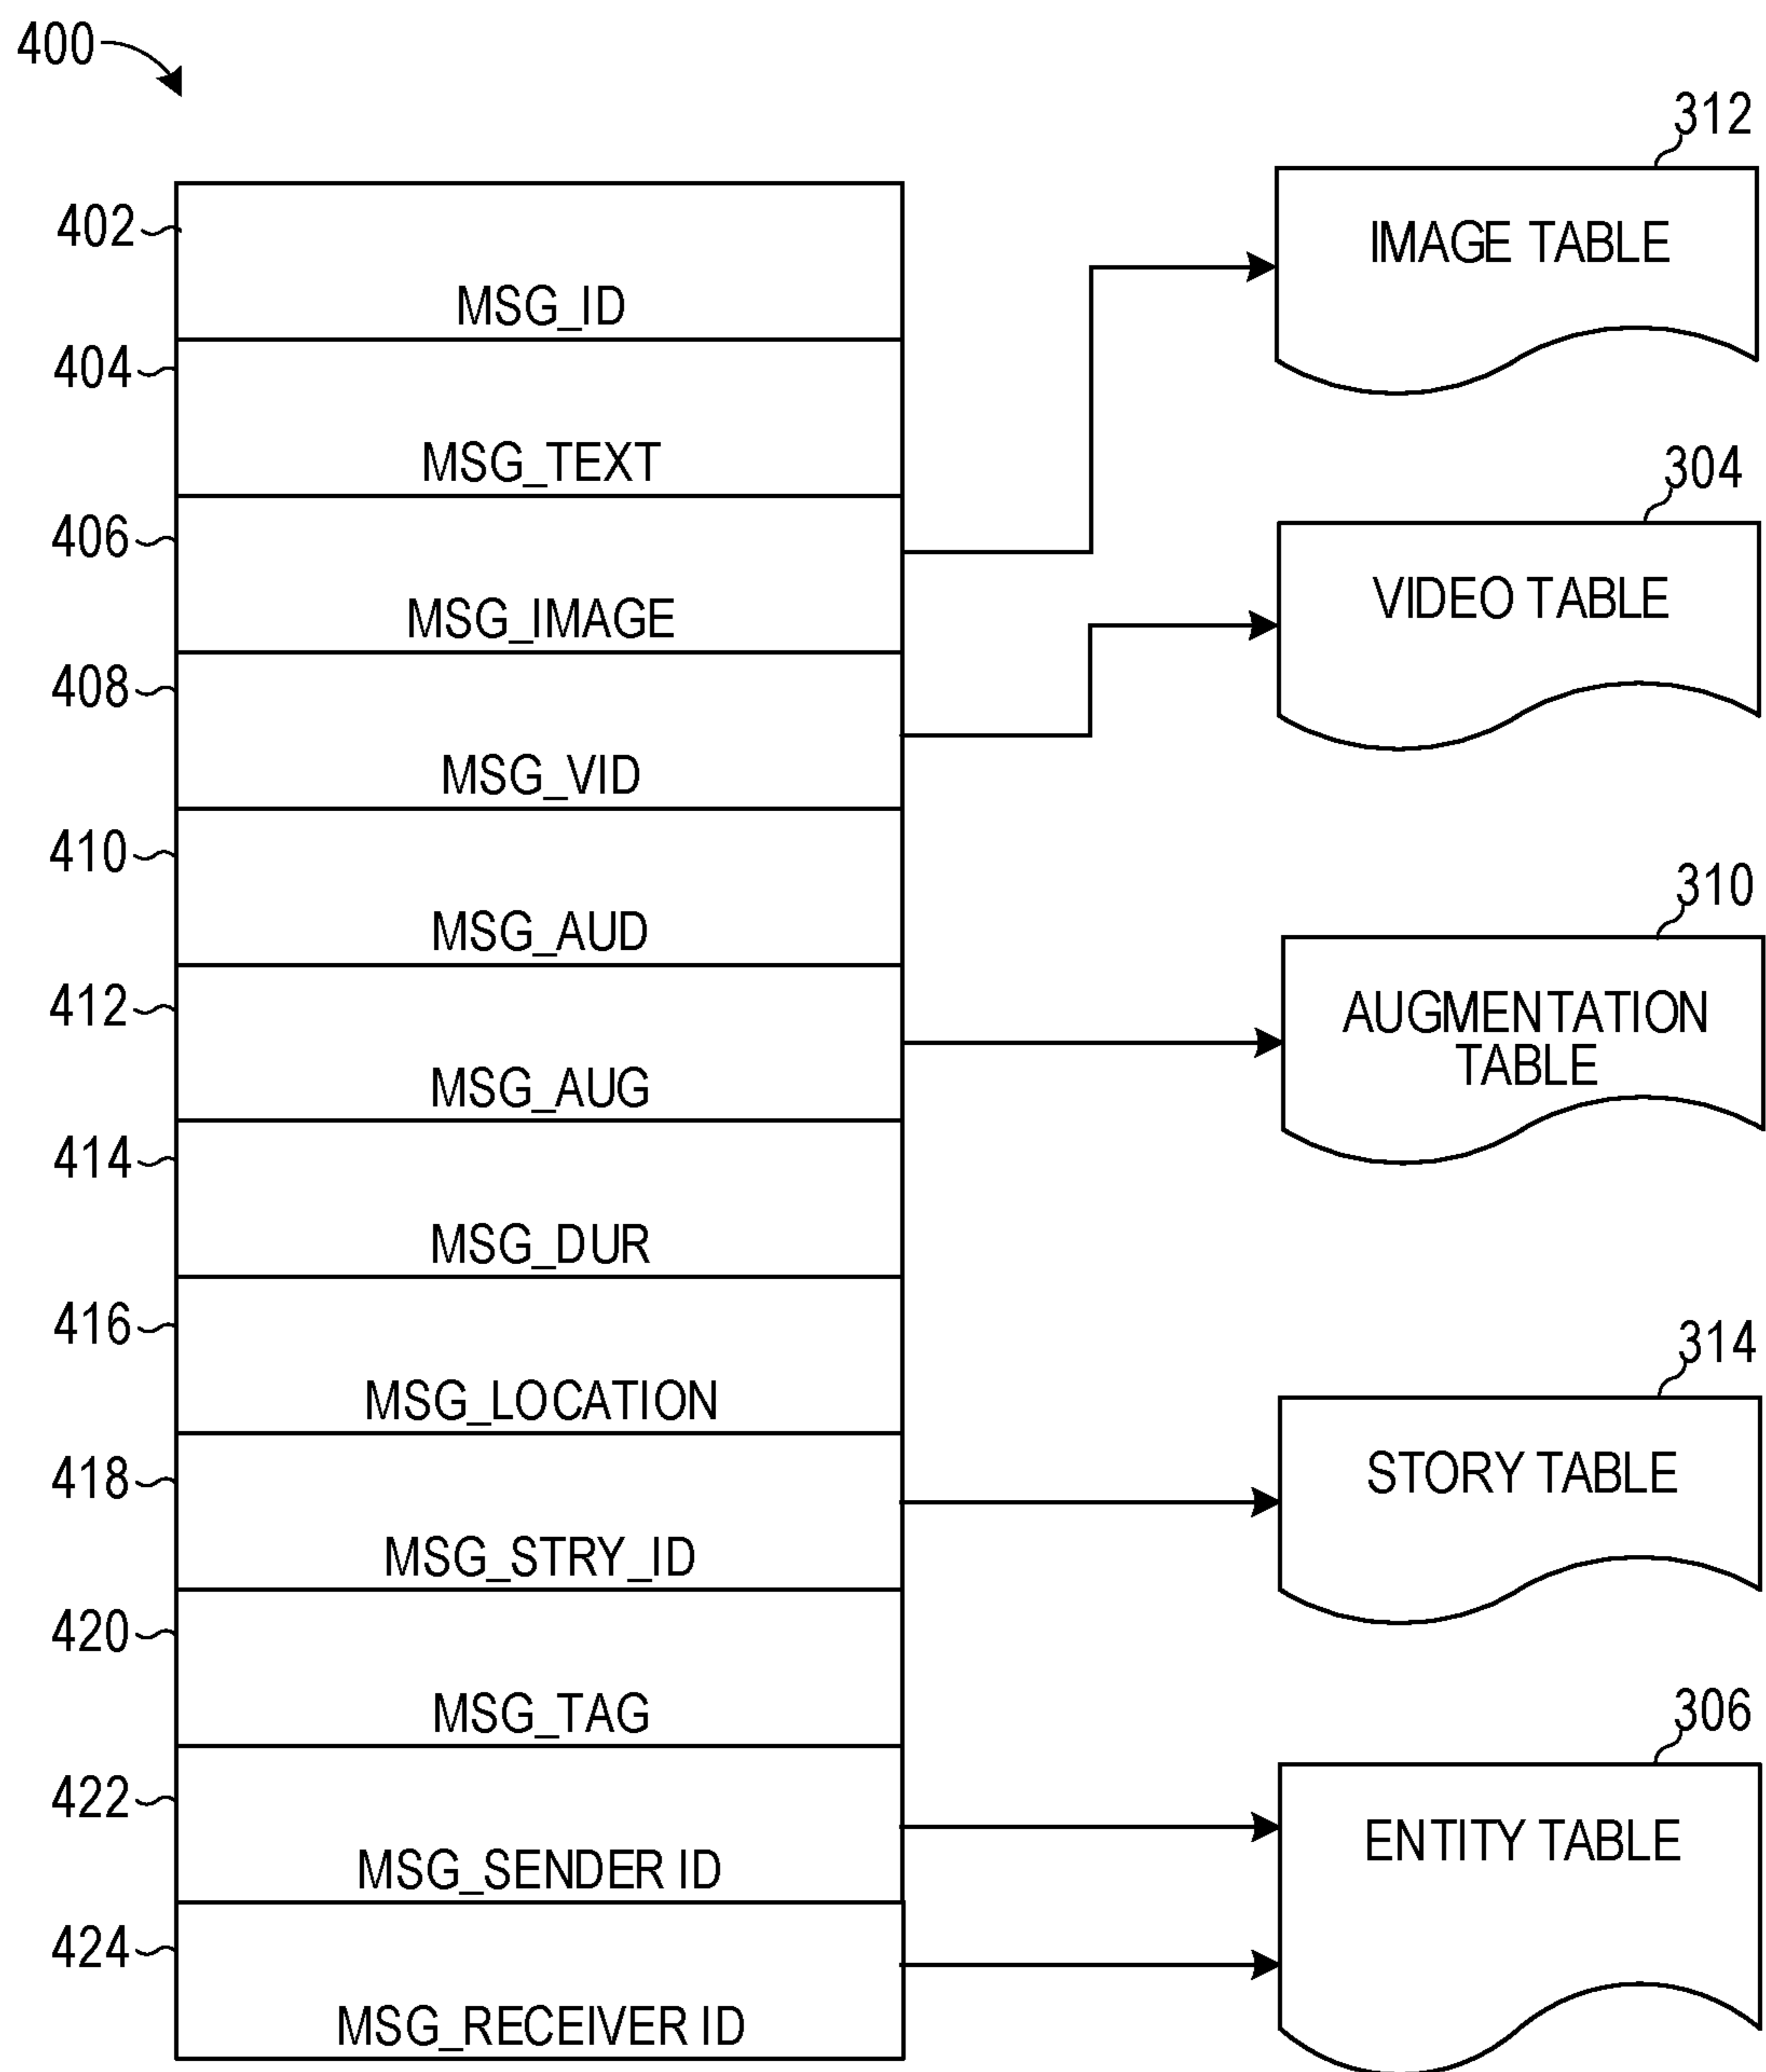 400
402
MSG_ID
404
MSG_TEXT
406
MSG_IMAGE
408
MSG_VID
410
MSG_AUD
412
MSG_AUG
414
MSG_DUR
416
MSG_LOCATION
418
MSG_STRY_ID
420
MSG_TAG
422
MSG_SENDER ID
424
MSG_RECEIVER ID
312
IMAGE TABLE
304
VIDEO TABLE
310
AUGMENTATION
TABLE
314
STORY TABLE
306
ENTITY TABLE